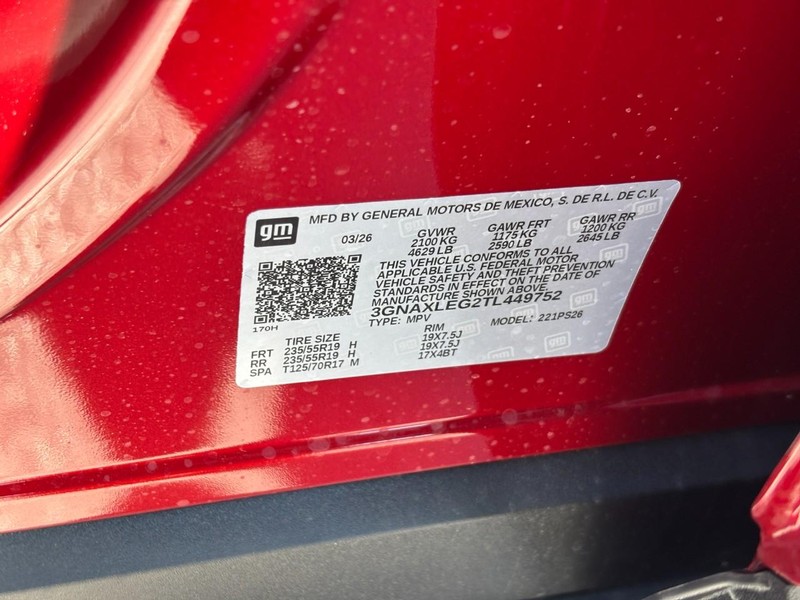 gm
MFD BY GENERAL MOTORS DE MEXICO, S. DE R.L. DE C.V.
03/26 GVWR GAWR FRT GAWR RR
2100 KG 1175 KG 1200 KG
4629 LB 2590 LB 2645 LB
THIS VEHICLE CONFORMS TO ALL
APPLICABLE U.S. FEDERAL MOTOR
VEHICLE SAFETY AND THEFT PREVENTION
STANDARDS IN EFFECT ON THE DATE OF
MANUFACTURE SHOWN ABOVE.
3GNAXLEG2TL449752
170H
TYPE: MPV MODEL: 221PS26
TIRE SIZE RIM
FRT 235/55R19 H 19X7.5J
RR 235/55R19 H 19X7.5J
SPA T125/70R17 M 17X4BT